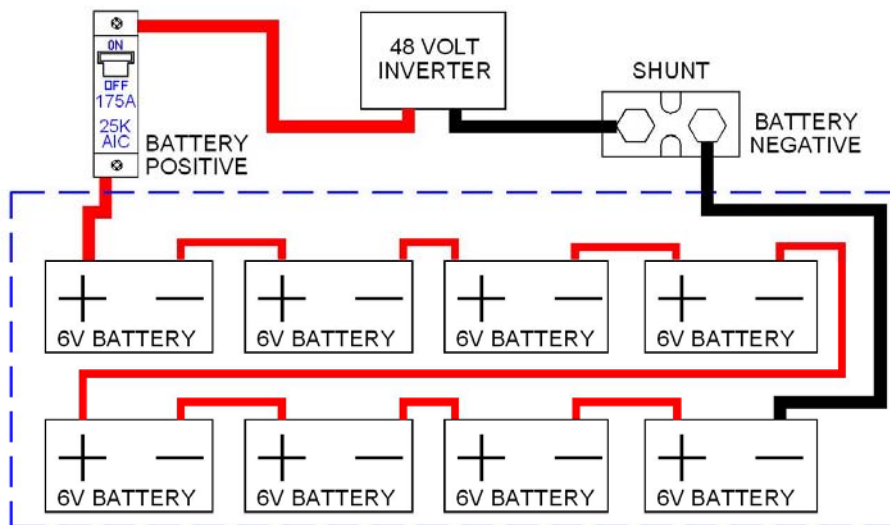 ON
OFF
175A
25K
AIC
BATTERY
POSITIVE
48 VOLT
INVERTER
SHUNT
BATTERY
NEGATIVE
6V BATTERY
6V BATTERY
6V BATTERY
6V BATTERY
6V BATTERY
6V BATTERY
6V BATTERY
6V BATTERY